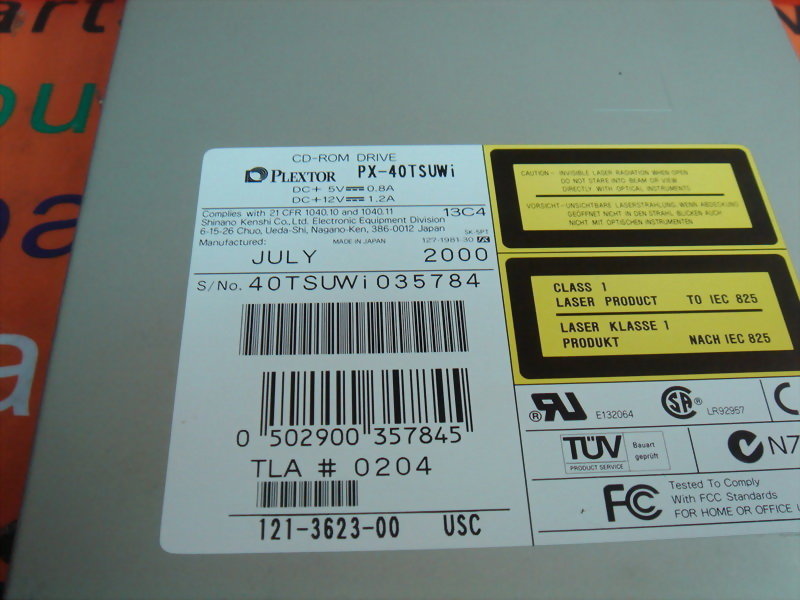 CD-ROM DRIVE
PLEXTOR PX-40TSUWi
DC+ 5V 0.8A
DC+12V 1.2A
Complies with 21 CFR 1040.10 and 1040.11 13C4
Shinano Kenshi Co., Ltd. Electronic Equipment Division
6-15-26 Chuo, Ueda-Shi, Nagano-Ken, 386-0012 Japan SK-5PT
Manufactured: MADE IN JAPAN 127-1981-30
JULY 2000
S/No. 40TSUWi035784
0 502900 357845
TLA # 0204
121-3623-00 USC
CAUTION - INVISIBLE LASER RADIATION WHEN OPEN
DO NOT STARE INTO BEAM OR VIEW
DIRECTLY WITH OPTICAL INSTRUMENTS
VORSICHT-UNSICHTBARE LASERSTRAHLUNG, WENN ABDECKUNG
GEÖFFNET NICHT IN DEN STRAHL BLICKEN AUCH
NICHT MIT OPTISCHEN INSTRUMENTEN
CLASS 1
LASER PRODUCT TO IEC 825
LASER KLASSE 1
PRODUKT NACH IEC 825
E132064
SA ® LR92957
TÜV Bauart
geprüft
PRODUCT SERVICE
N7
FCC Tested To Comply
With FCC Standards
FOR HOME OR OFFICE U